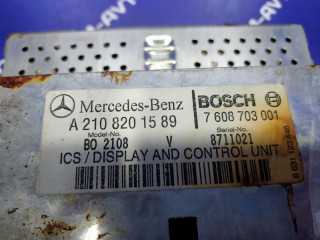 Mercedes-Benz
BOSCH
A 210 820 15 89
7 608 703 001
Model-No.
Serial-No.
BO 2108 V 8711021
ICS / DISPLAY AND CONTROL UNIT